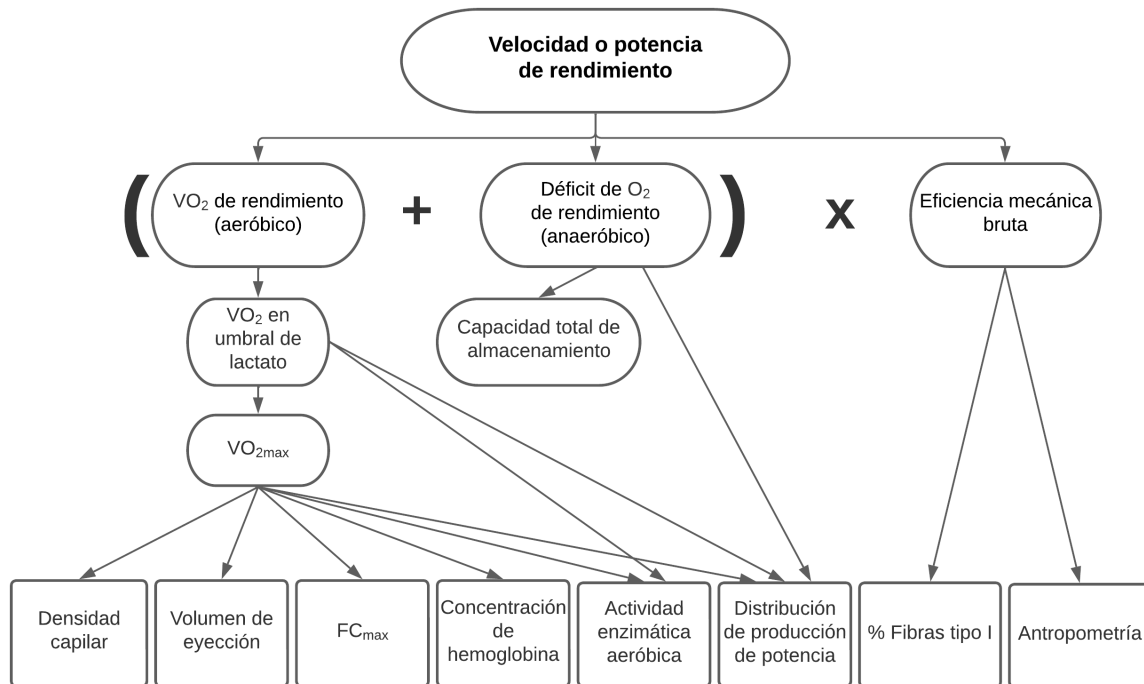 Velocidad o potencia
de rendimiento
(
VO₂ de rendimiento
(aeróbico)
+
Déficit de O₂
de rendimiento
(anaeróbico)
)
x
Eficiencia mecánica
bruta
VO₂ en
umbral de
lactato
Capacidad total de
almacenamiento
VO₂max
Densidad
capilar
Volumen de
eyección
FCmax
Concentración
de
hemoglobina
Actividad
enzimática
aeróbica
Distribución
de producción
de potencia
% Fibras tipo I
Antropometría